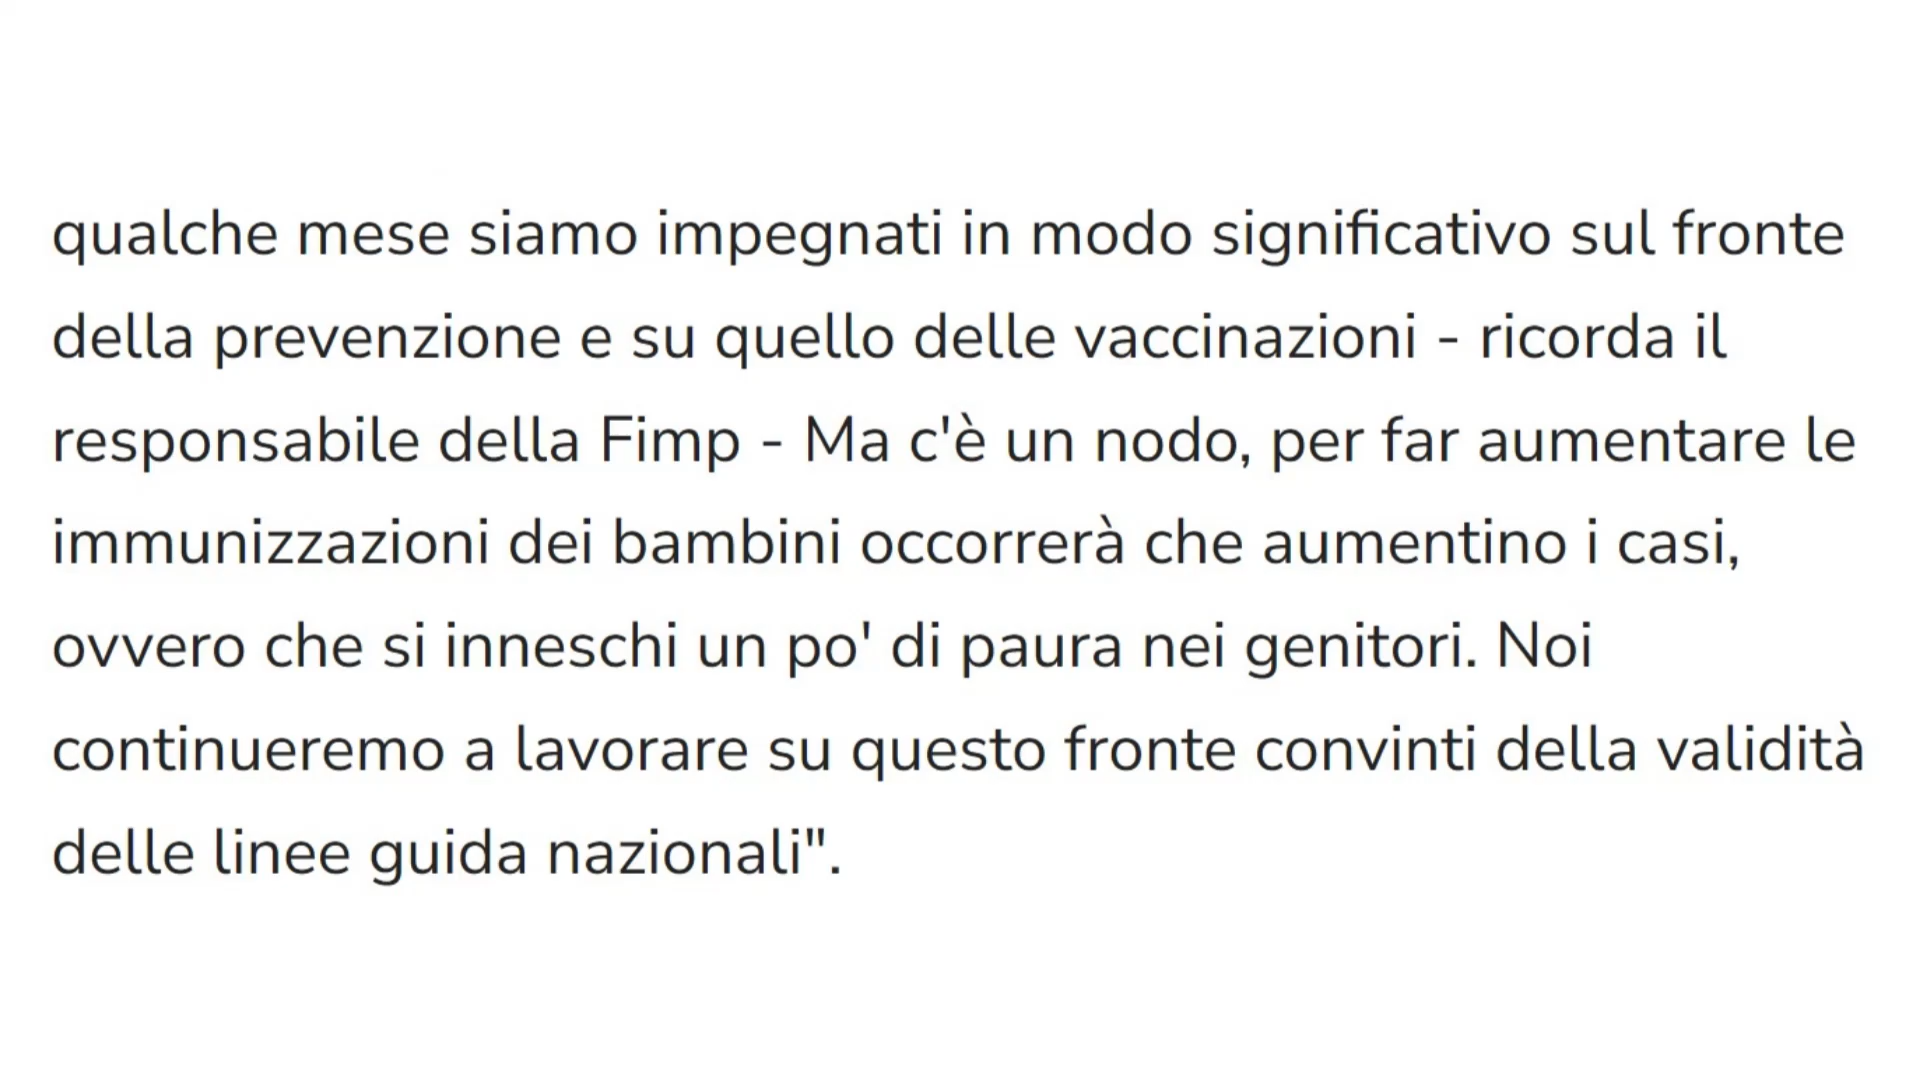 qualche mese siamo impegnati in modo significativo sul fronte
della prevenzione e su quello delle vaccinazioni - ricorda il
responsabile della Fimp - Ma c'è un nodo, per far aumentare le
immunizzazioni dei bambini occorrerà che aumentino i casi,
ovvero che si inneschi un po' di paura nei genitori. Noi
continueremo a lavorare su questo fronte convinti della validità
delle linee guida nazionali".